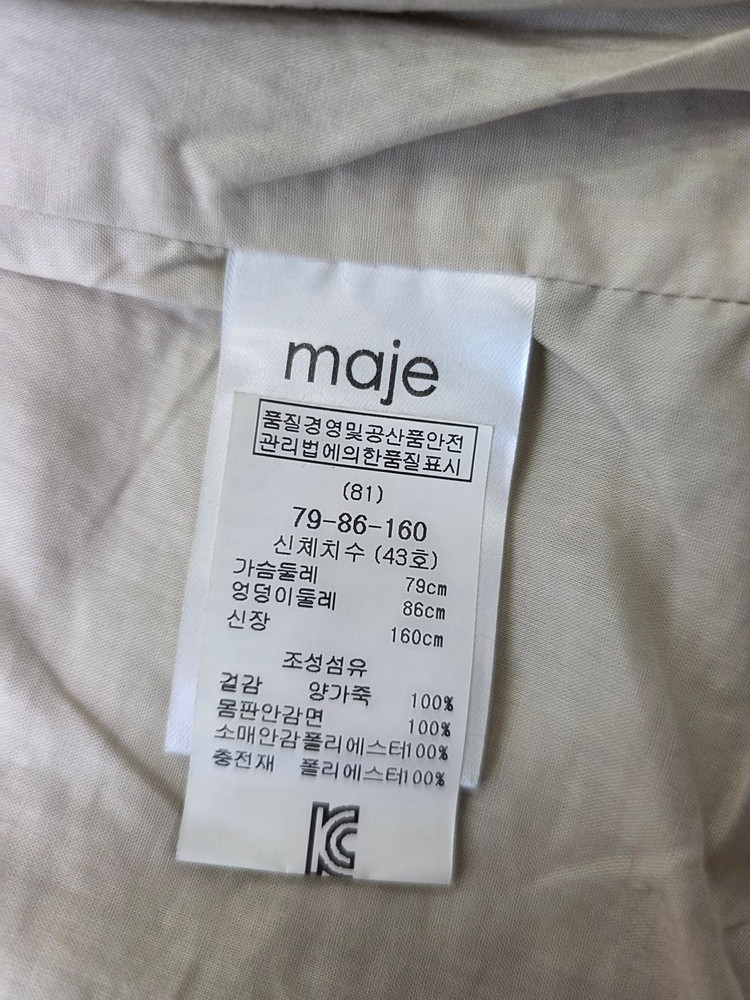 maje
품질경영및공산품안전
관리법에의한품질표시
(81)
79-86-160
신체치수 (43호)
가슴둘레 79cm
엉덩이둘레 86cm
신장 160cm
조성섬유
겉감 양가죽 100%
몸판안감면 100%
소매안감폴리에스터100%
충전재 폴리에스터100%
KC